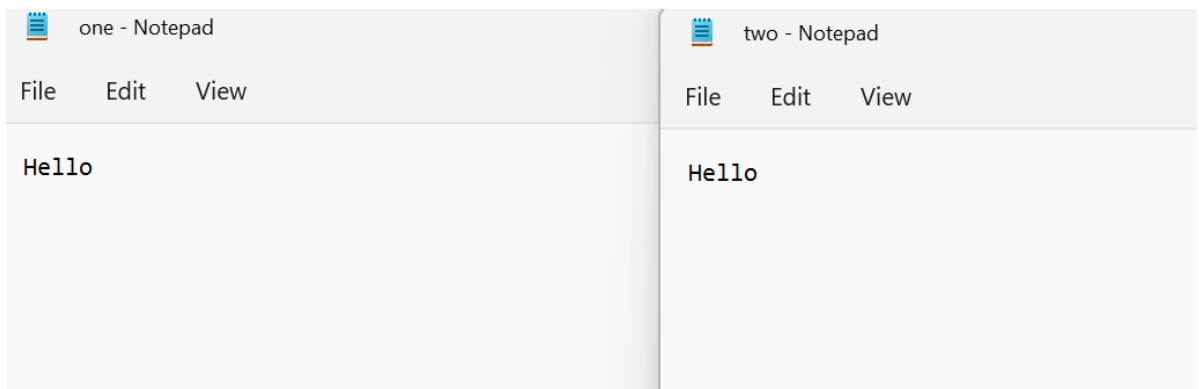 one - Notepad
File Edit View
Hello
two - Notepad
File Edit View
Hello